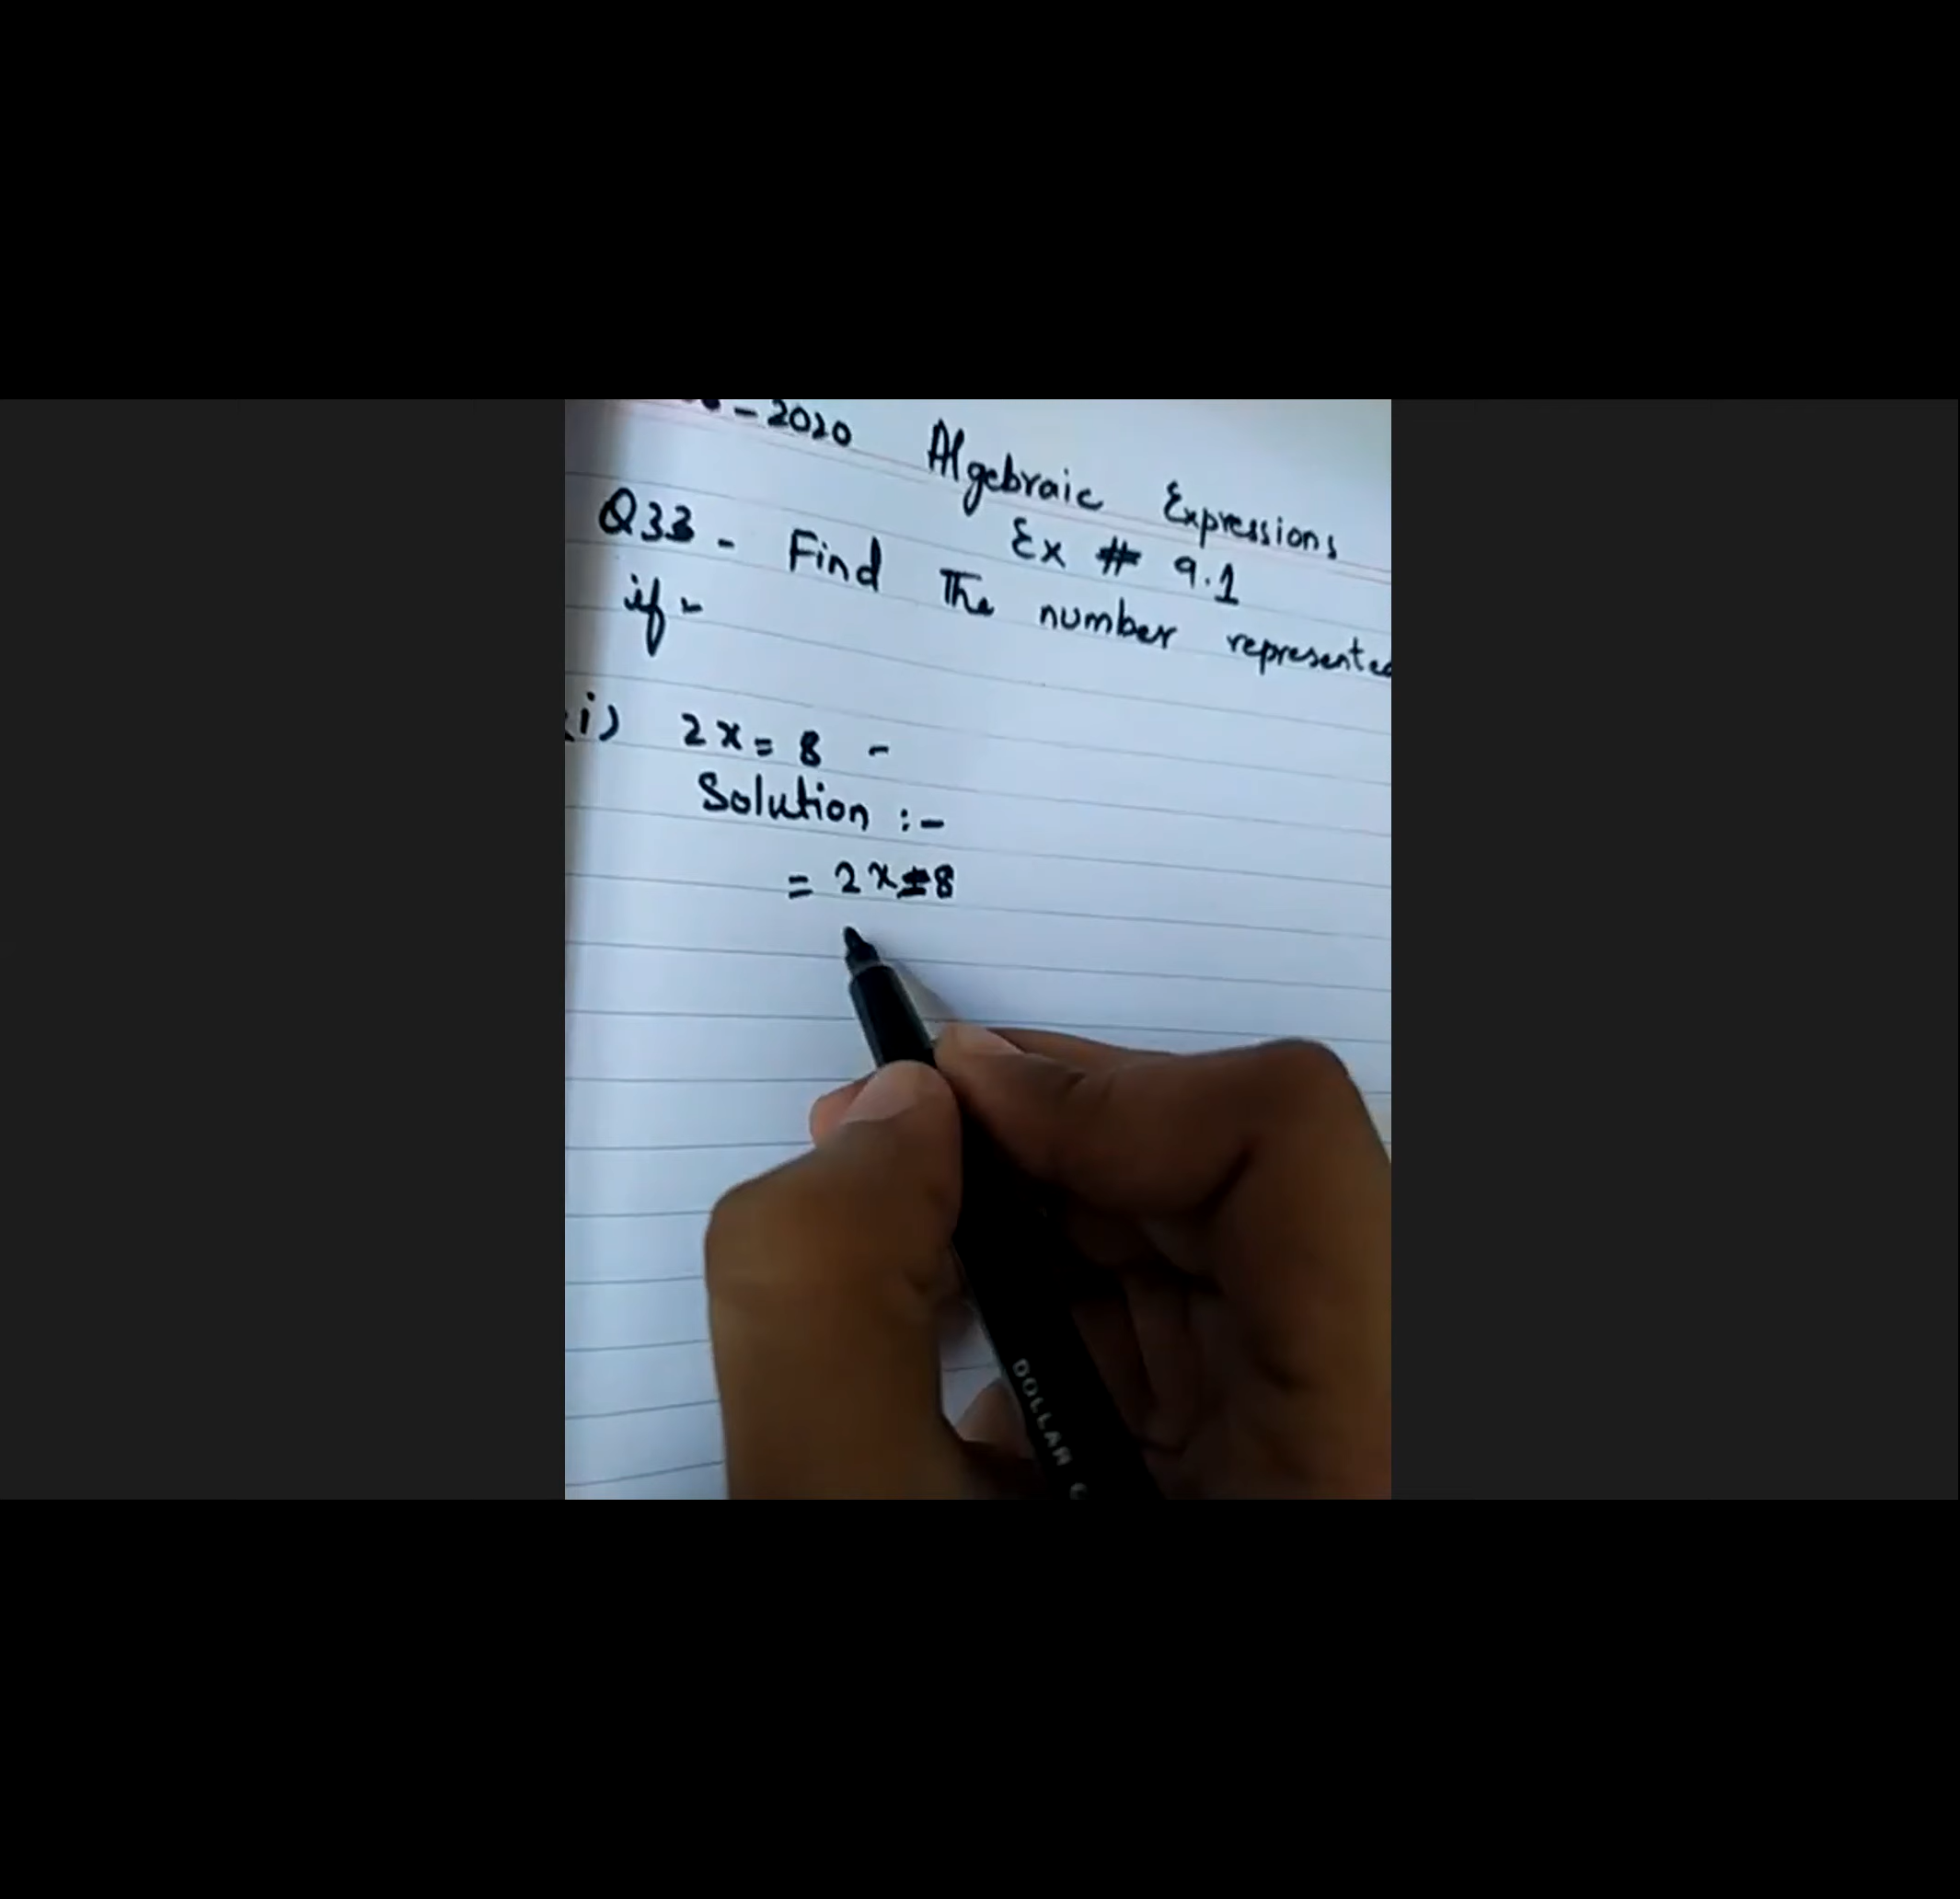 -2020 Algebraic Expressions
Ex # 9.1
Q33- Find The number represented
if -
(i) 2x = 8 -
Solution :-
= 2x = 8
DOLLAR